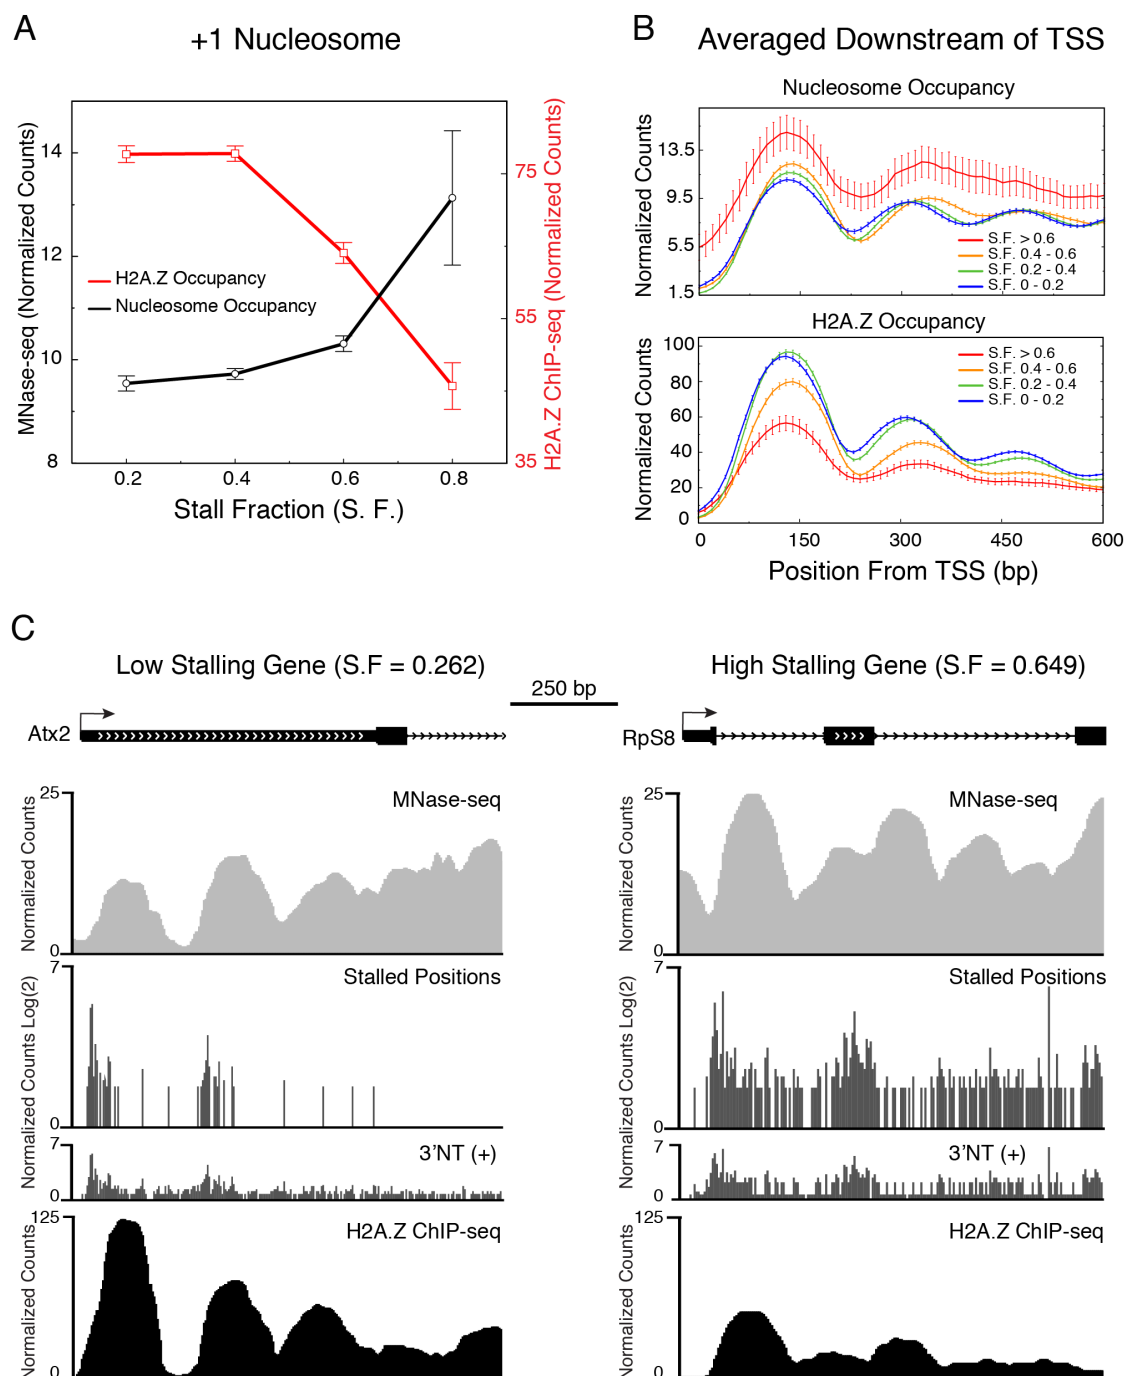 A
+1 Nucleosome
MNase-seq (Normalized Counts)
14
12
10
8
H2A.Z Occupancy
Nucleosome Occupancy
75
55
35
H2A.Z ChIP-seq (Normalized Counts)
0.2 0.4 0.6 0.8
Stall Fraction (S. F.)
B
Averaged Downstream of TSS
Nucleosome Occupancy
Normalized Counts
13.5
9.5
5.5
1.5
S.F. > 0.6
S.F. 0.4 - 0.6
S.F. 0.2 - 0.4
S.F. 0 - 0.2
H2A.Z Occupancy
Normalized Counts
100
80
60
40
20
0
S.F. > 0.6
S.F. 0.4 - 0.6
S.F. 0.2 - 0.4
S.F. 0 - 0.2
0 150 300 450 600
Position From TSS (bp)
C
Low Stalling Gene (S.F = 0.262)
250 bp
High Stalling Gene (S.F = 0.649)
Atx2
Normalized Counts
25
0
MNase-seq
Normalized Counts Log(2)
7
0
Stalled Positions
7
0
3'NT (+)
Normalized Counts
125
0
H2A.Z ChIP-seq
RpS8
Normalized Counts
25
0
MNase-seq
Normalized Counts Log(2)
7
0
Stalled Positions
7
0
3'NT (+)
Normalized Counts
125
0
H2A.Z ChIP-seq